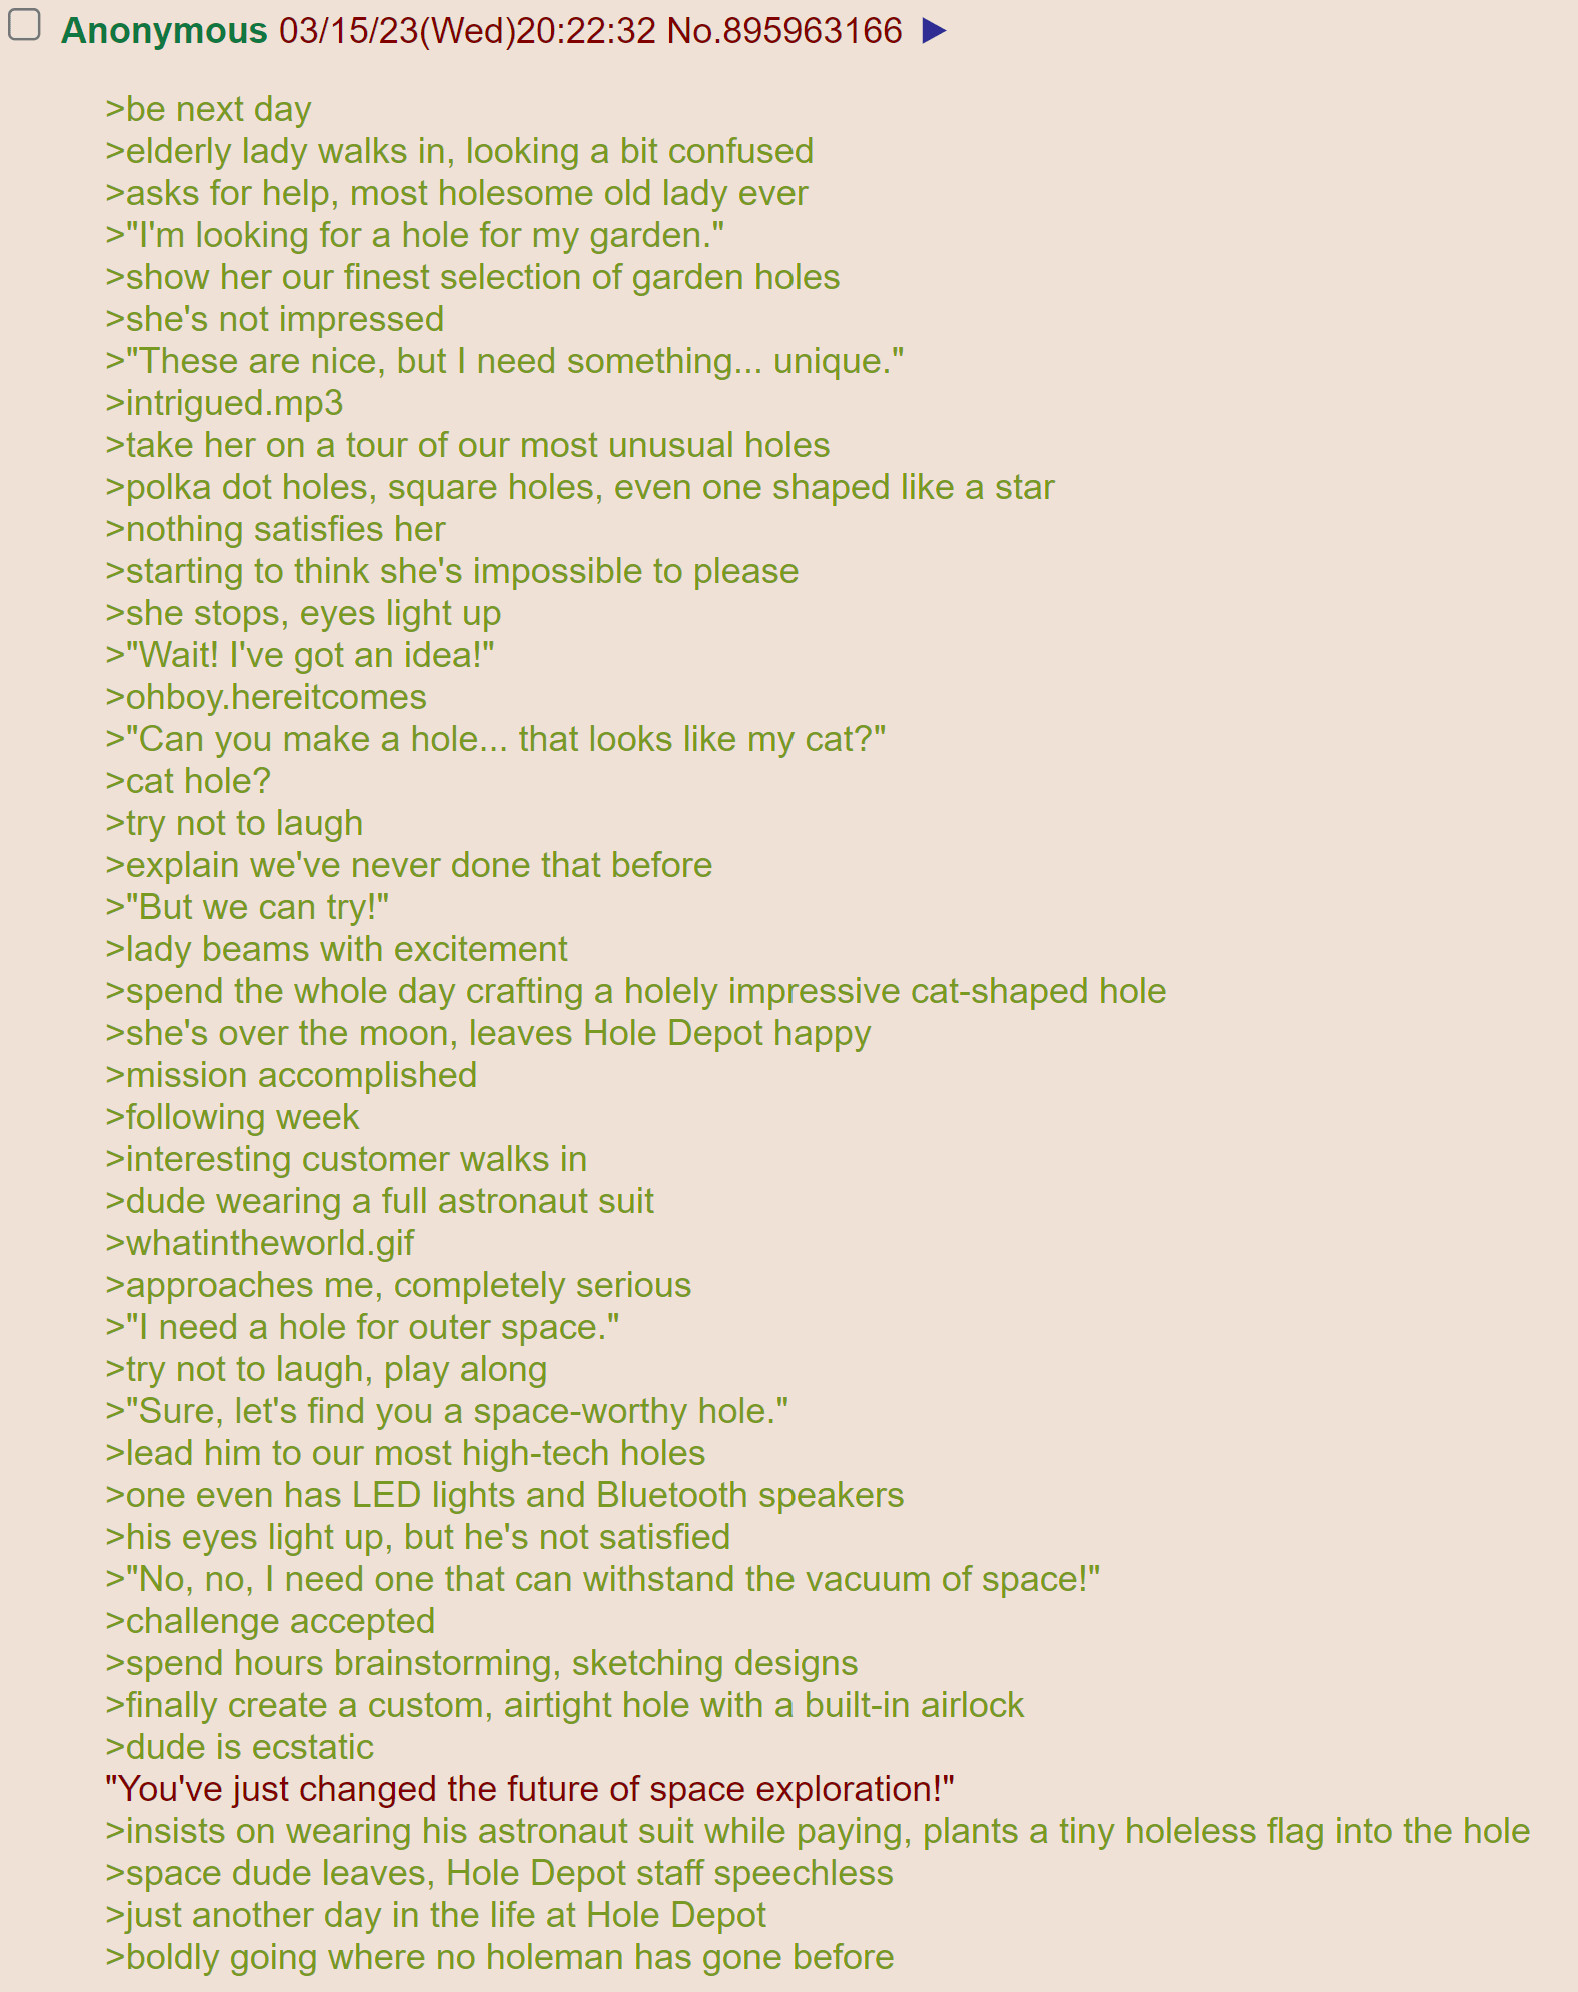 Anonymous 03/15/23(Wed)20:22:32 No.895963166 ▶
>be next day
>elderly lady walks in, looking a bit confused
>asks for help, most holesome old lady ever
>"I'm looking for a hole for my garden."
>show her our finest selection of garden holes
>she's not impressed
>"These are nice, but I need something... unique."
>intrigued.mp3
>take her on a tour of our most unusual holes
>polka dot holes, square holes, even one shaped like a star
>nothing satisfies her
>starting to think she's impossible to please
>she stops, eyes light up
>"Wait! I've got an idea!"
>ohboy.hereitcomes
>"Can you make a hole... that looks like my cat?"
>cat hole?
>try not to laugh
>explain we've never done that before
>"But we can try!"
>lady beams with excitement
>spend the whole day crafting a holely impressive cat-shaped hole
>she's over the moon, leaves Hole Depot happy
>mission accomplished
>following week
>interesting customer walks in
>dude wearing a full astronaut suit
>whatintheworld.gif
>approaches me, completely serious
>"I need a hole for outer space."
>try not to laugh, play along
>"Sure, let's find you a space-worthy hole."
>lead him to our most high-tech holes
>one even has LED lights and Bluetooth speakers
>his eyes light up, but he's not satisfied
>"No, no, I need one that can withstand the vacuum of space!"
>challenge accepted
>spend hours brainstorming, sketching designs
>finally create a custom, airtight hole with a built-in airlock
>dude is ecstatic
"You've just changed the future of space exploration!"
>insists on wearing his astronaut suit while paying, plants a tiny holeless flag into the hole
>space dude leaves, Hole Depot staff speechless
>just another day in the life at Hole Depot
>boldly going where no holeman has gone before